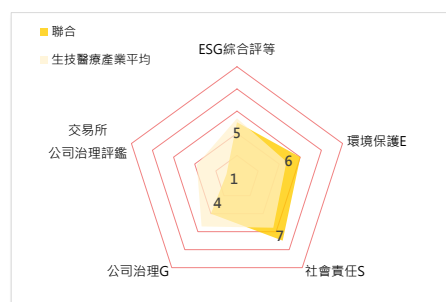 聯合
生技醫療產業平均
ESG綜合評等
交易所
公司治理評鑑
環境保護E
5
6
1
4
7
公司治理G
社會責任S